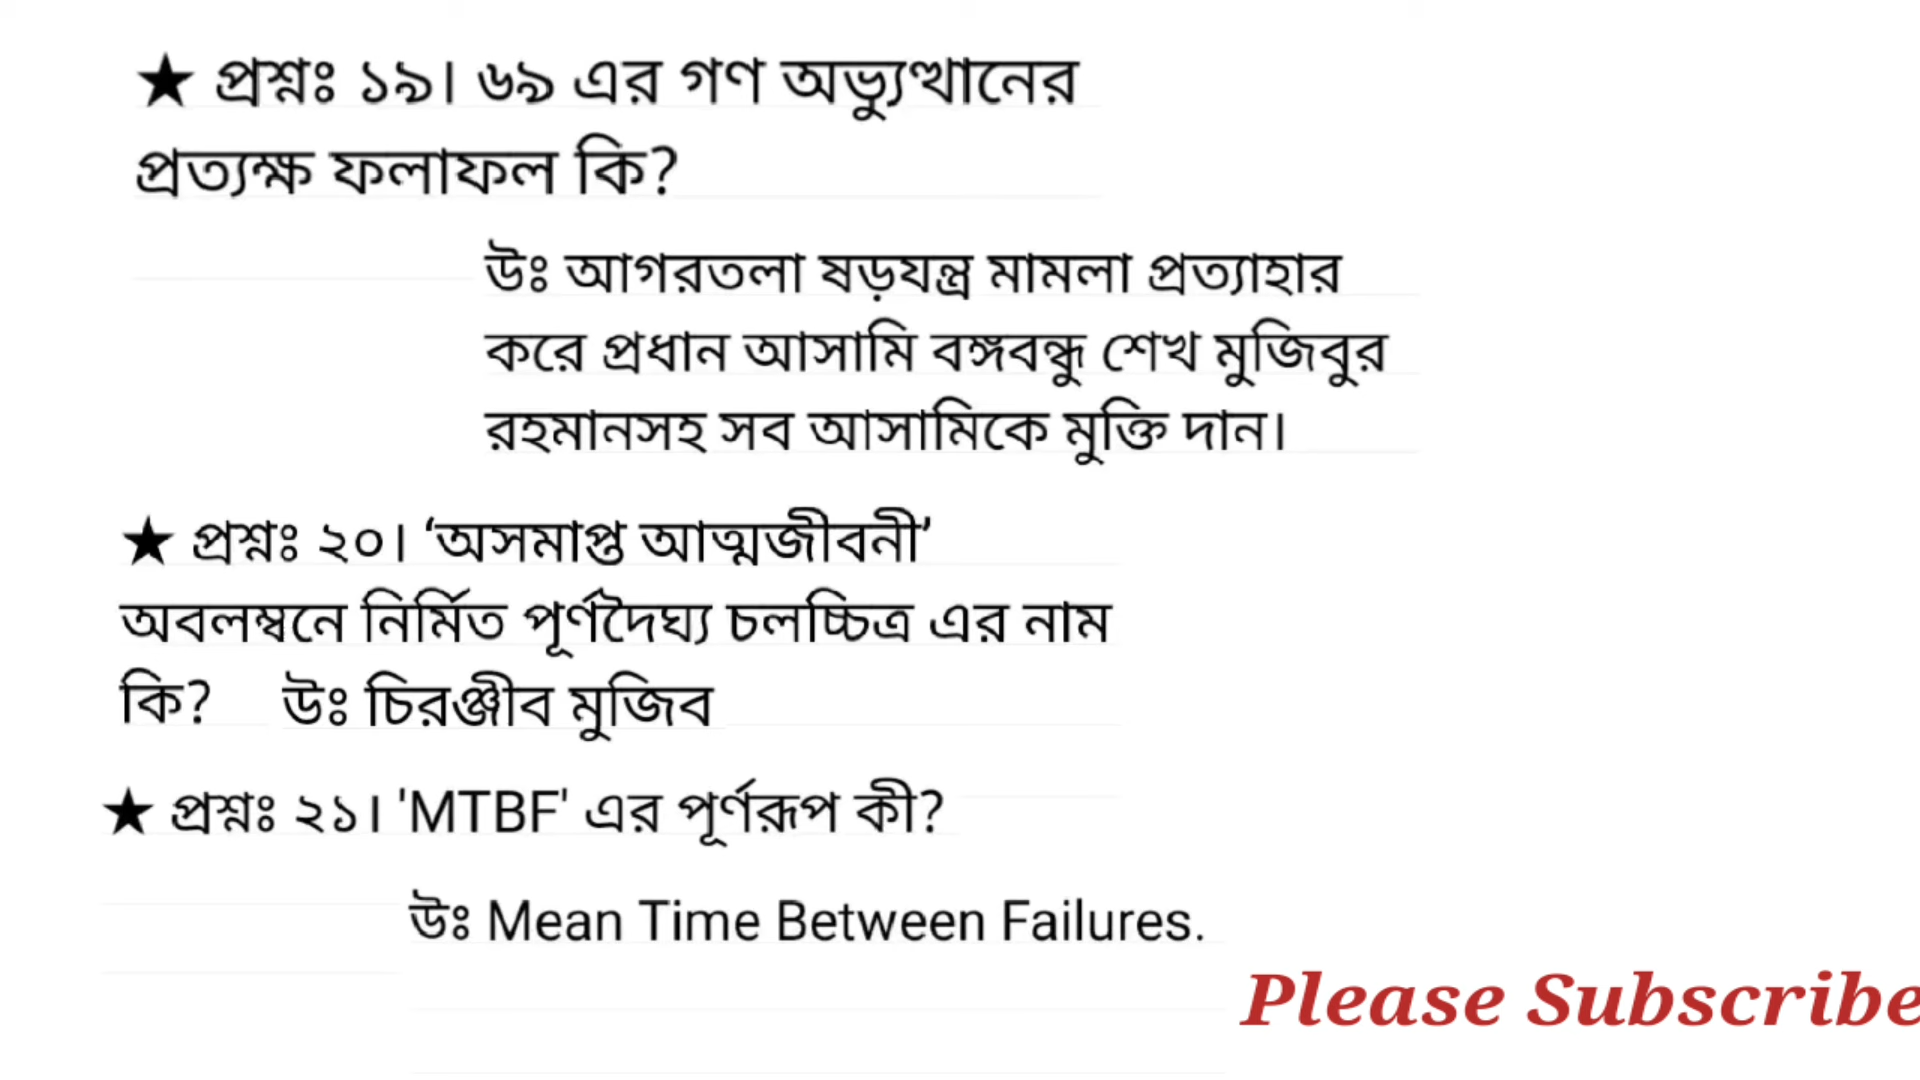 ★ প্রশ্নঃ ১৯। ৬৯ এর গণ অভ্যুত্থানের
প্রত্যক্ষ ফলাফল কি?
উঃ আগরতলা ষড়যন্ত্র মামলা প্রত্যাহার
করে প্রধান আসামি বঙ্গবন্ধু শেখ মুজিবুর
রহমানসহ সব আসামিকে মুক্তি দান।
★ প্রশ্নঃ ২০। ‘অসমাপ্ত আত্মজীবনী’
অবলম্বনে নির্মিত পূর্ণদৈঘ্য চলচ্চিত্র এর নাম
কি? উঃ চিরঞ্জীব মুজিব
★ প্রশ্নঃ ২১। 'MTBF' এর পূর্ণরূপ কী?
উঃ Mean Time Between Failures.
Please Subscribe